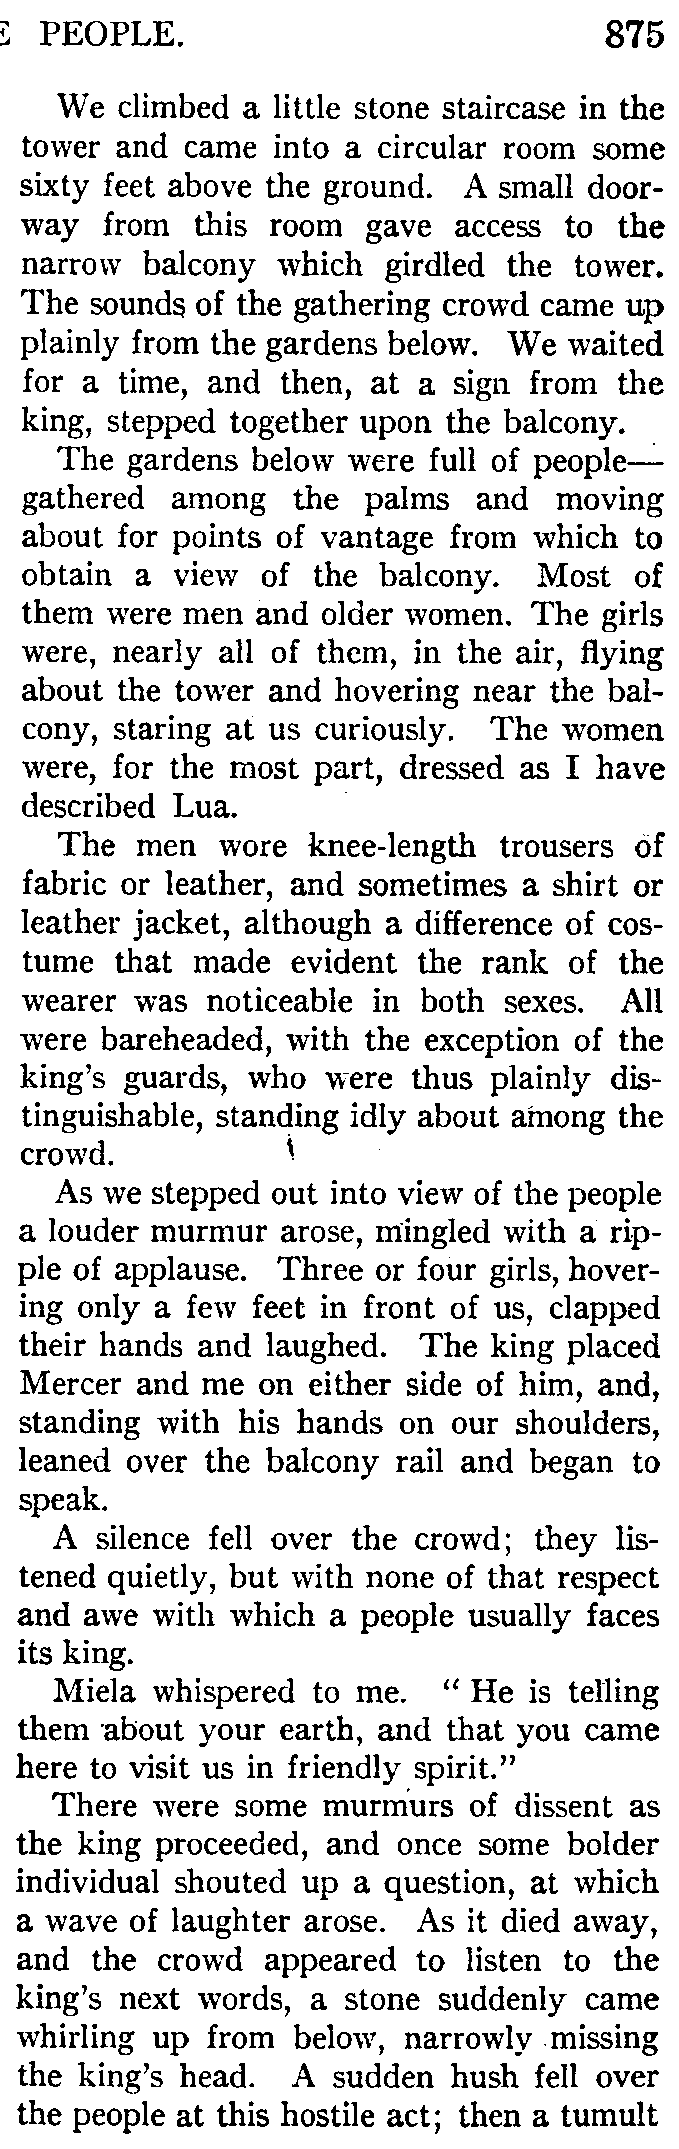 PEOPLE. 875
We climbed a little stone staircase in the
tower and came into a circular room some
sixty feet above the ground. A small door-
way from this room gave access to the
narrow balcony which girdled the tower.
The sounds of the gathering crowd came up
plainly from the gardens below. We waited
for a time, and then, at a sign from the
king, stepped together upon the balcony.
The gardens below were full of people—
gathered among the palms and moving
about for points of vantage from which to
obtain a view of the balcony. Most of
them were men and older women. The girls
were, nearly all of them, in the air, flying
about the tower and hovering near the bal-
cony, staring at us curiously. The women
were, for the most part, dressed as I have
described Lua.
The men wore knee-length trousers of
fabric or leather, and sometimes a shirt or
leather jacket, although a difference of cos-
tume that made evident the rank of the
wearer was noticeable in both sexes. All
were bareheaded, with the exception of the
king's guards, who were thus plainly dis-
tinguishable, standing idly about among the
crowd.
As we stepped out into view of the people
a louder murmur arose, mingled with a rip-
ple of applause. Three or four girls, hover-
ing only a few feet in front of us, clapped
their hands and laughed. The king placed
Mercer and me on either side of him, and,
standing with his hands on our shoulders,
leaned over the balcony rail and began to
speak.
A silence fell over the crowd; they lis-
tened quietly, but with none of that respect
and awe with which a people usually faces
its king.
Miela whispered to me. “ He is telling
them about your earth, and that you came
here to visit us in friendly spirit.”
There were some murmurs of dissent as
the king proceeded, and once some bolder
individual shouted up a question, at which
a wave of laughter arose. As it died away,
and the crowd appeared to listen to the
king's next words, a stone suddenly came
whirling up from below, narrowly missing
the king's head. A sudden hush fell over
the people at this hostile act; then a tumult